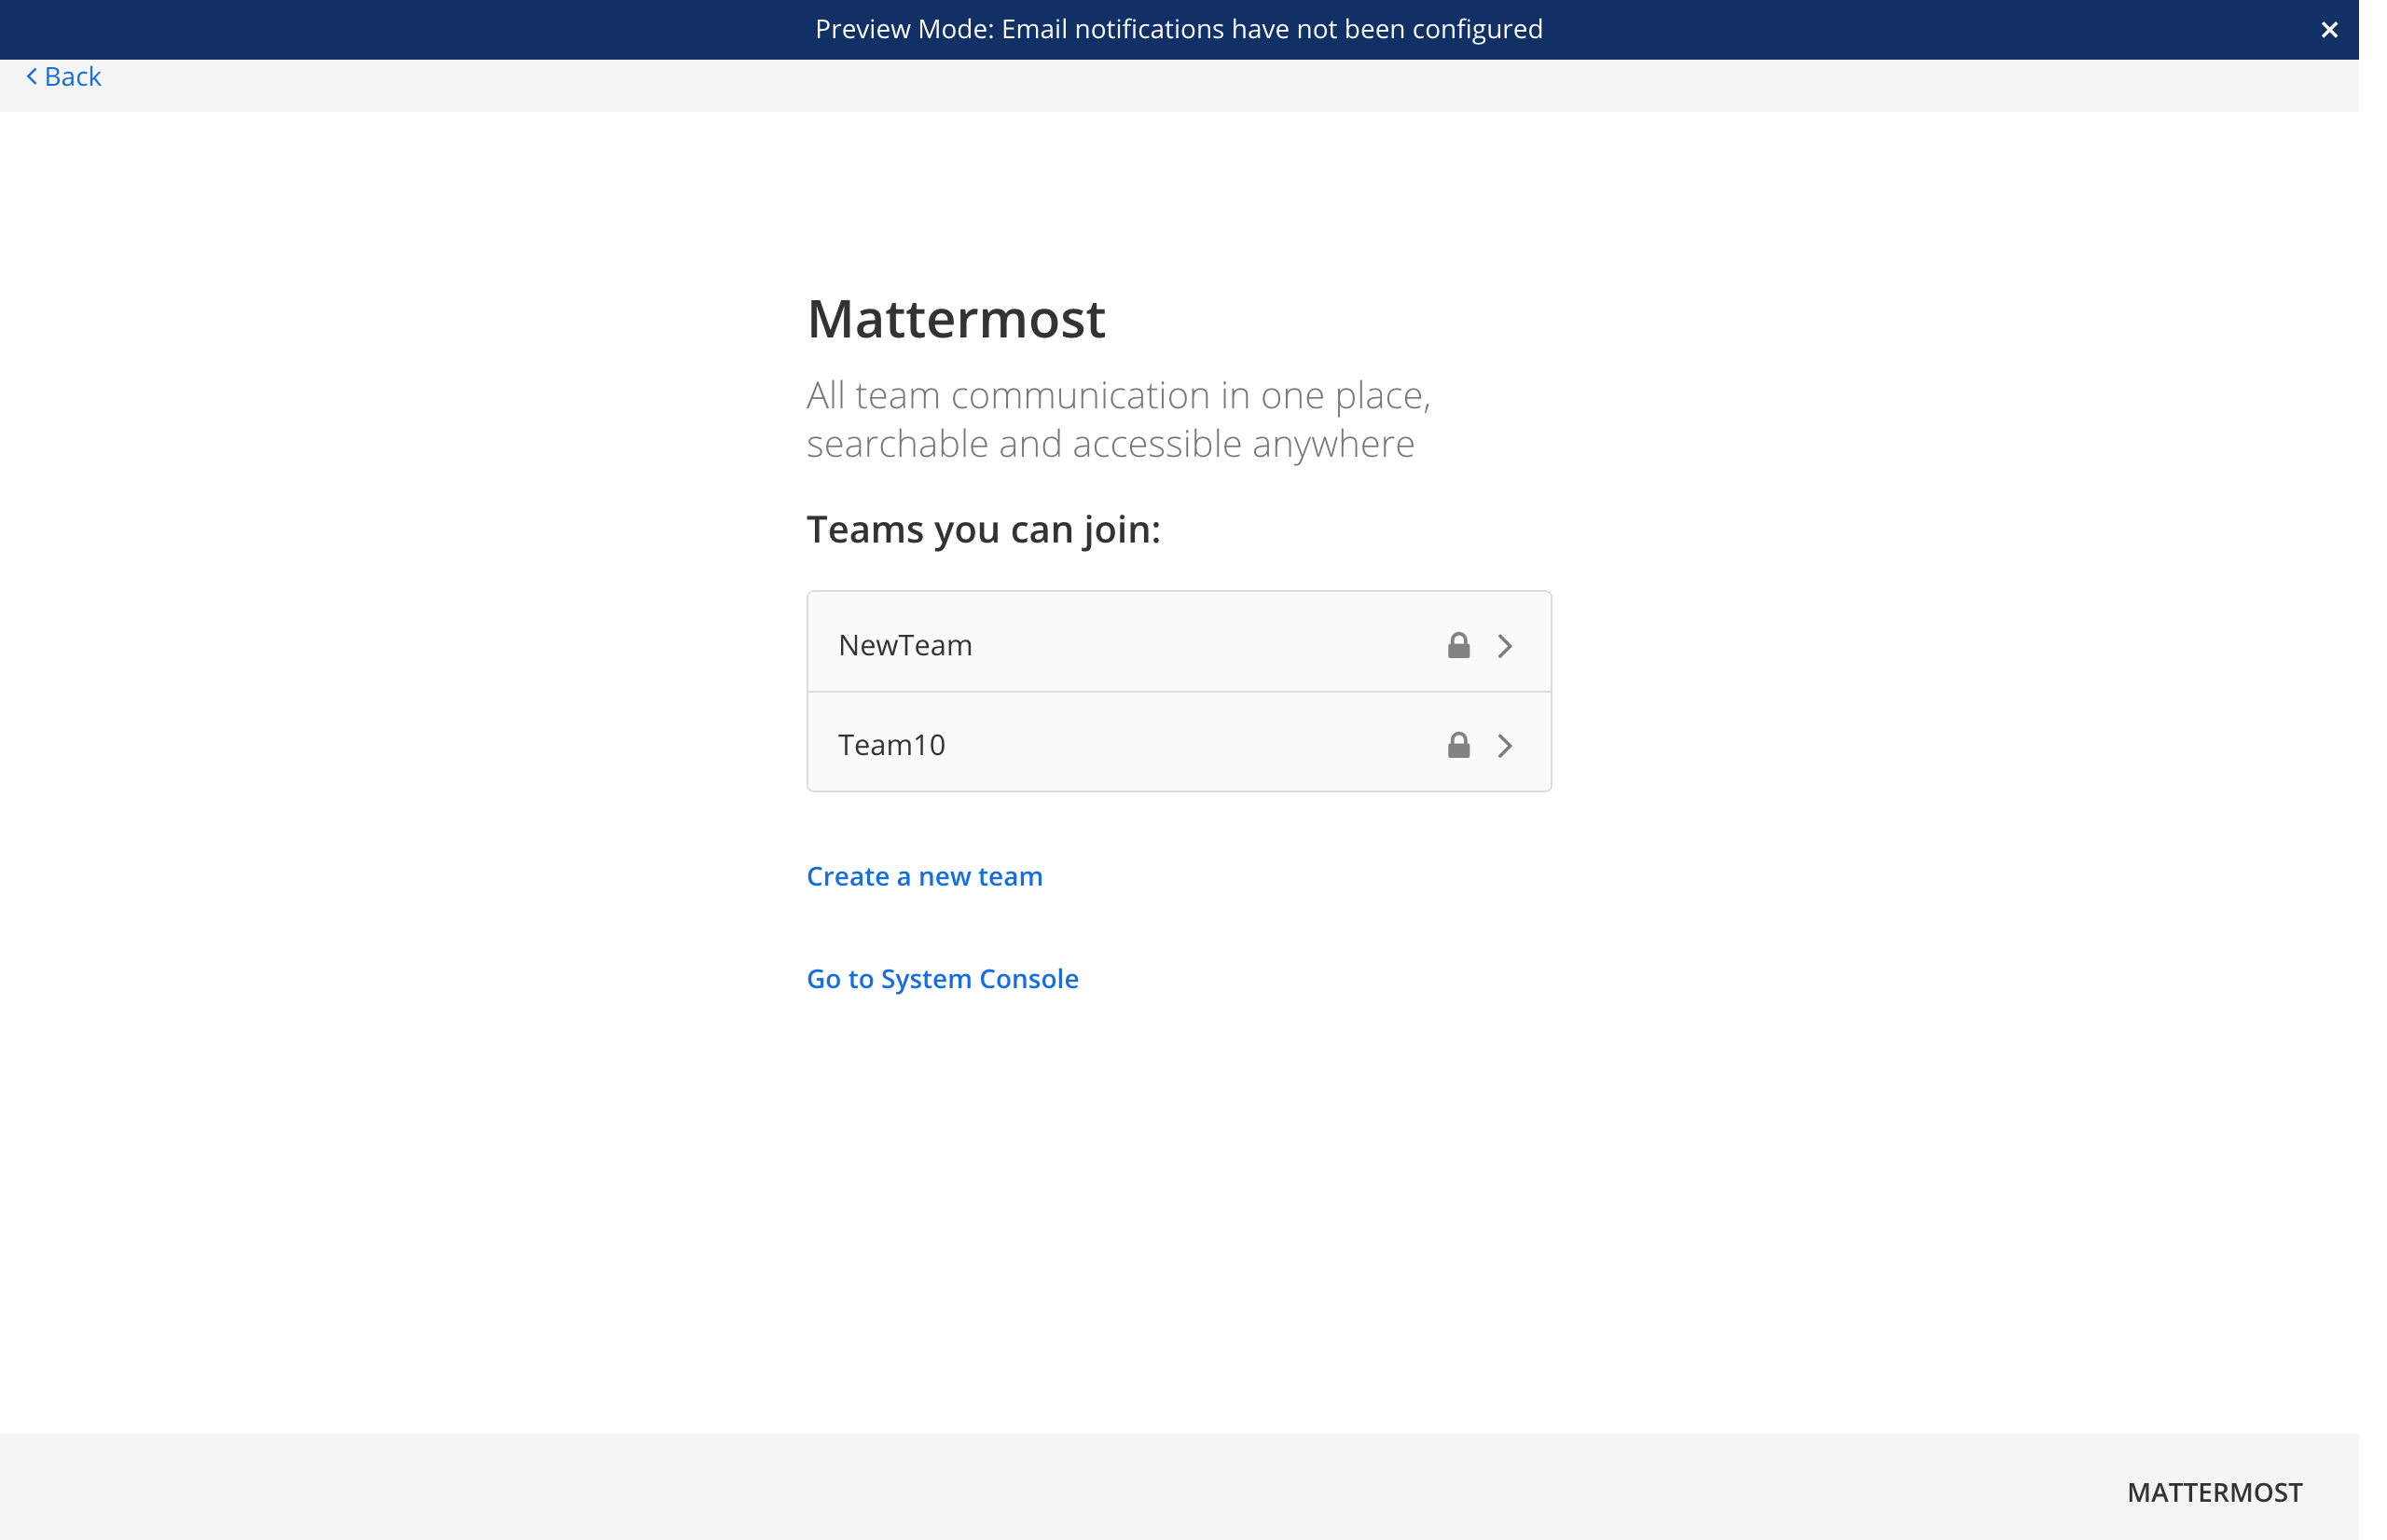 Preview Mode: Email notifications have not been configured
Back
Mattermost
All team communication in one place,
searchable and accessible anywhere
Teams you can join:
NewTeam
Team10
Create a new team
Go to System Console
MATTERMOST